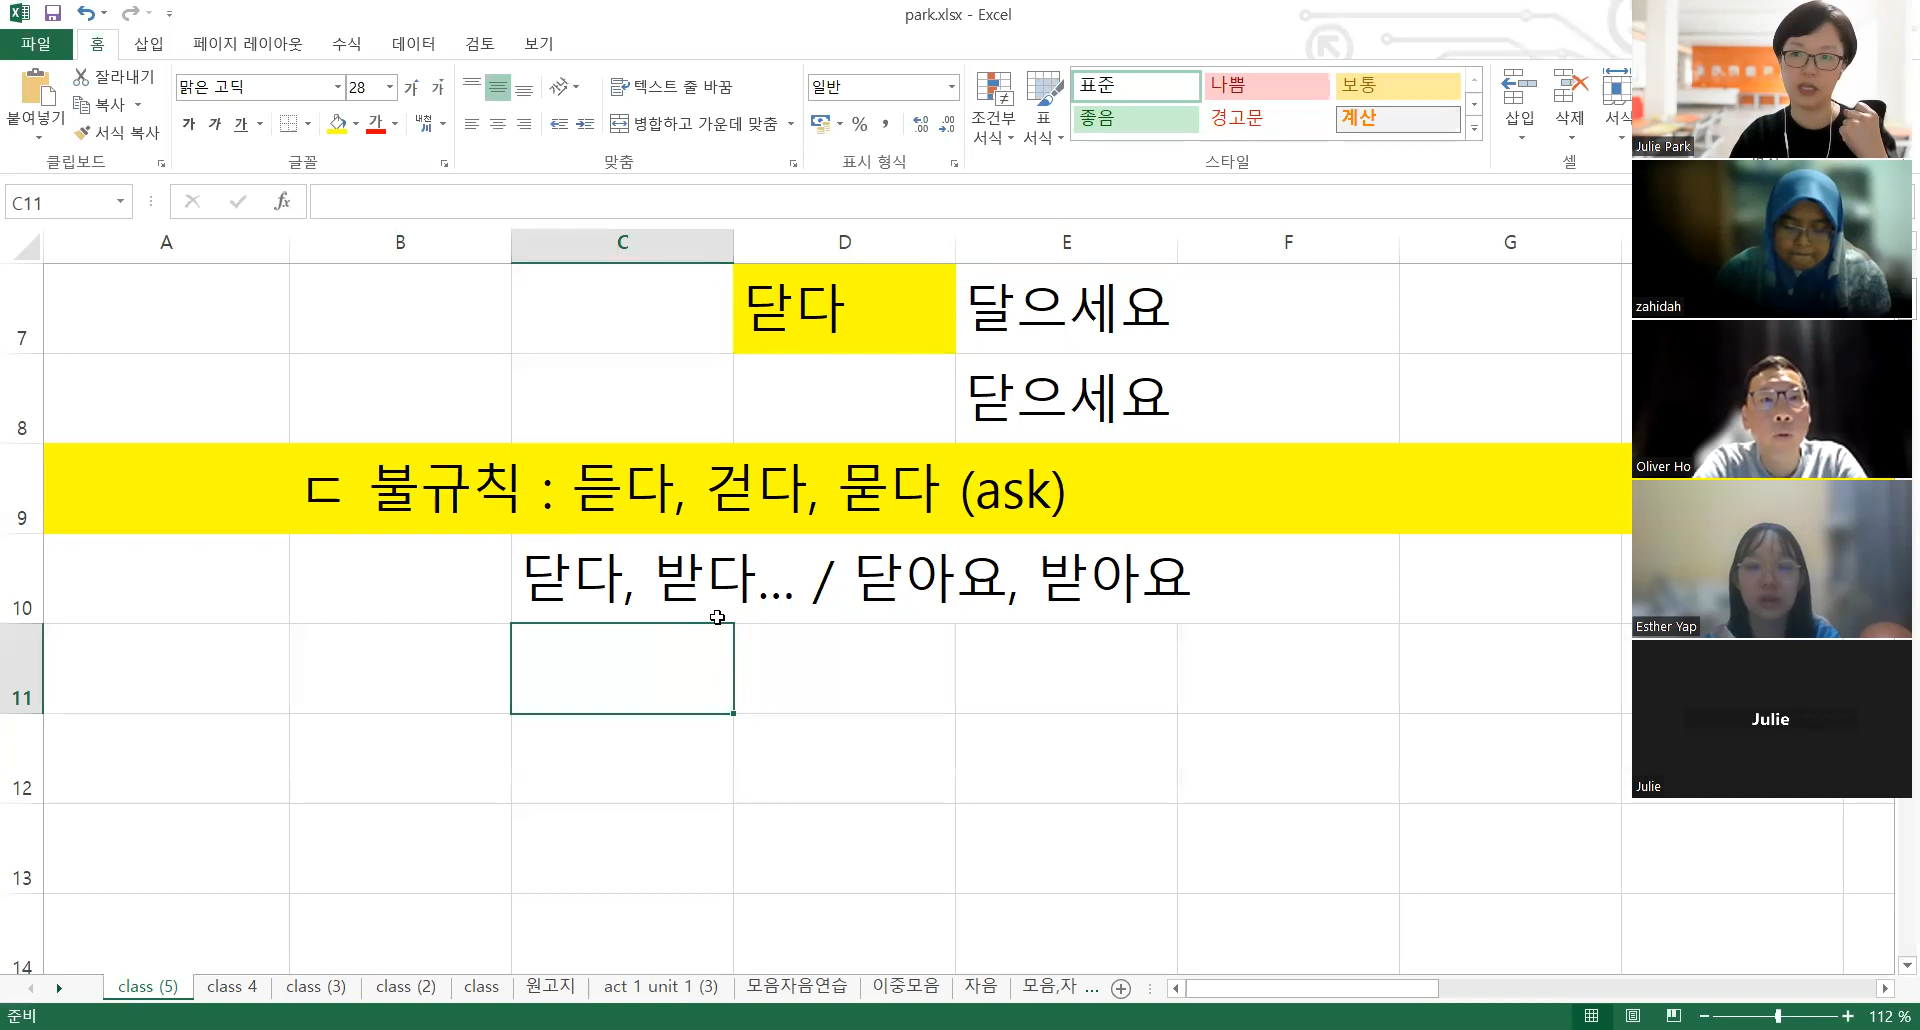 park.xlsx - Excel
파일 홈 삽입 페이지 레이아웃 수식 데이터 검토 보기
붙여넣기
잘라내기
복사
서식 복사
클립보드
맑은 고딕 28 가 가
가 가 가 가 내천
글꼴
텍스트 줄 바꿈
병합하고 가운데 맞춤
맞춤
일반
% ,
표시 형식
조건부 서식
표 서식
표준 나쁨 보통
좋음 경고문 계산
스타일
삽입 삭제 서식
셀
C11 fx
A B C D E F G
7 닫다 달으세요
8 닫으세요
9 ㄷ 불규칙 : 듣다, 걷다, 묻다 (ask)
10 닫다, 받다... / 닫아요, 받아요
11
12
13
14
class (5) class 4 class (3) class (2) class 원고지 act 1 unit 1 (3) 모음자음연습 이중모음 자음 모음,자 ...
준비 112 %
Julie Park
zahidah
Oliver Ho
Esther Yap
Julie
Julie